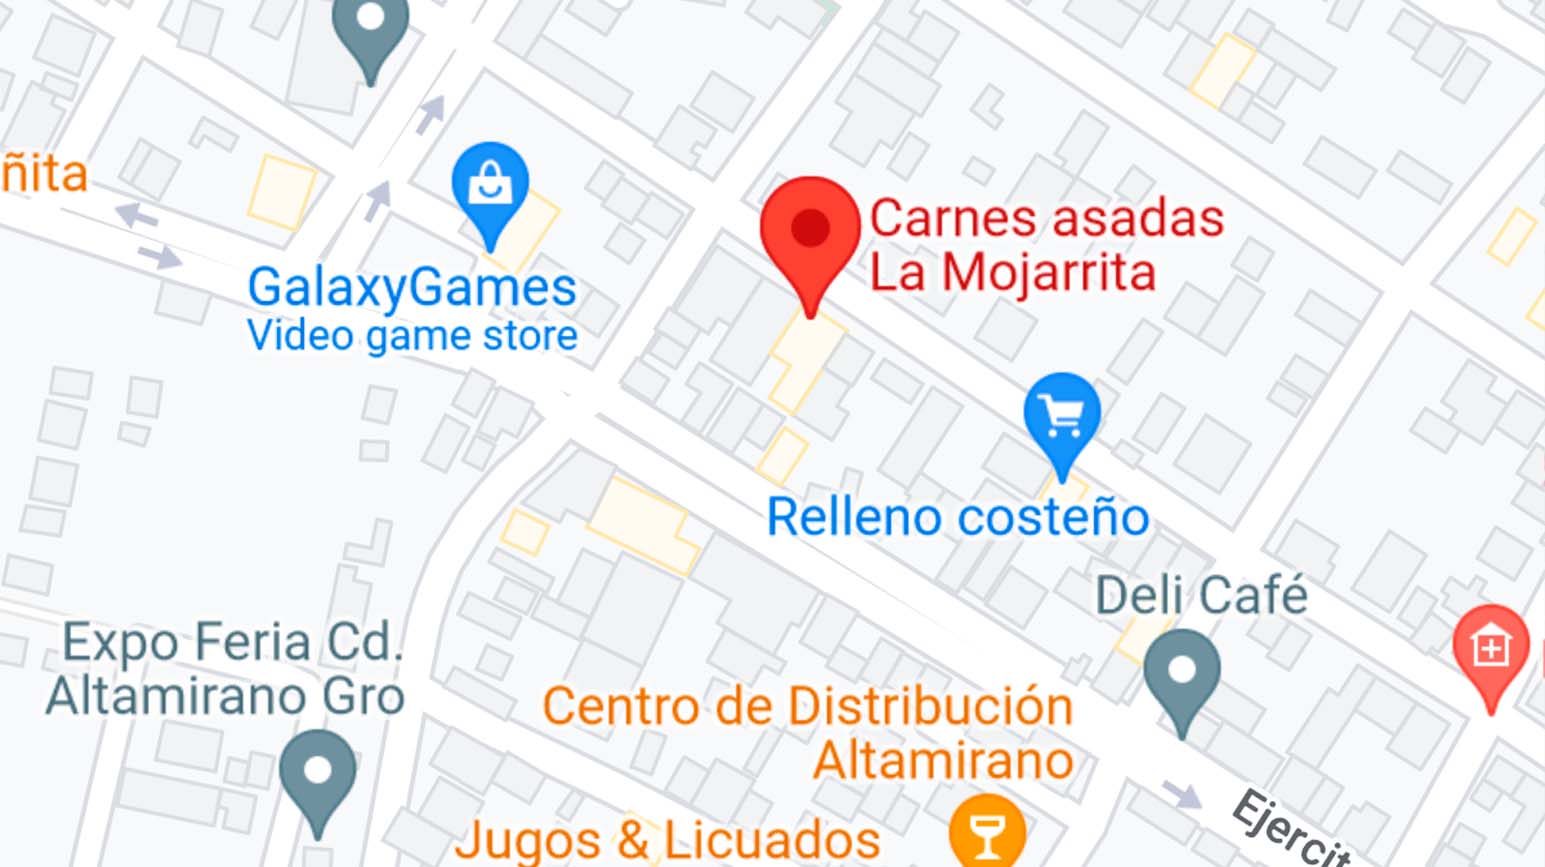 ñita
Carnes asadas
La Mojarrita
GalaxyGames
Video game store
Relleno costeño
Deli Café
Expo Feria Cd.
Altamirano Gro
Centro de Distribución
Altamirano
Jugos & Licuados
Ejercit